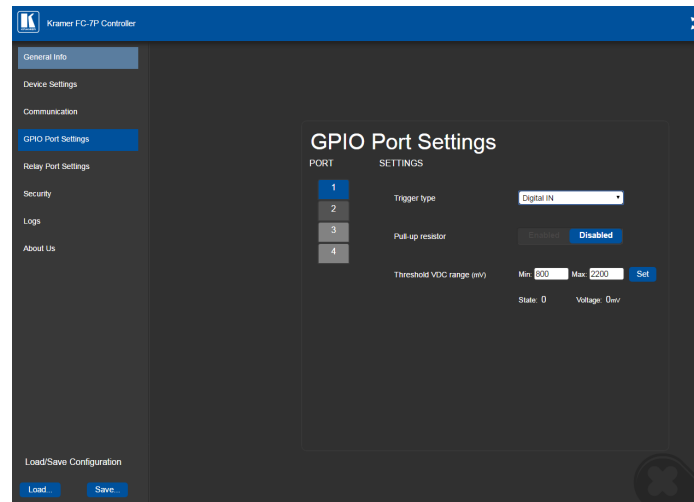 Kramer FC-7P Controller
General Info
Device Settings
Communication
GPIO Port Settings
Relay Port Settings
Security
Logs
About Us
GPIO Port Settings
PORT SETTINGS
1
2
3
4
Trigger type Digital IN
Pull-up resistor Enabled Disabled
Threshold VDC range (mV) Min: 800 Max: 2200 Set
State: 0 Voltage: 0mV
Load/Save Configuration
Load... Save...